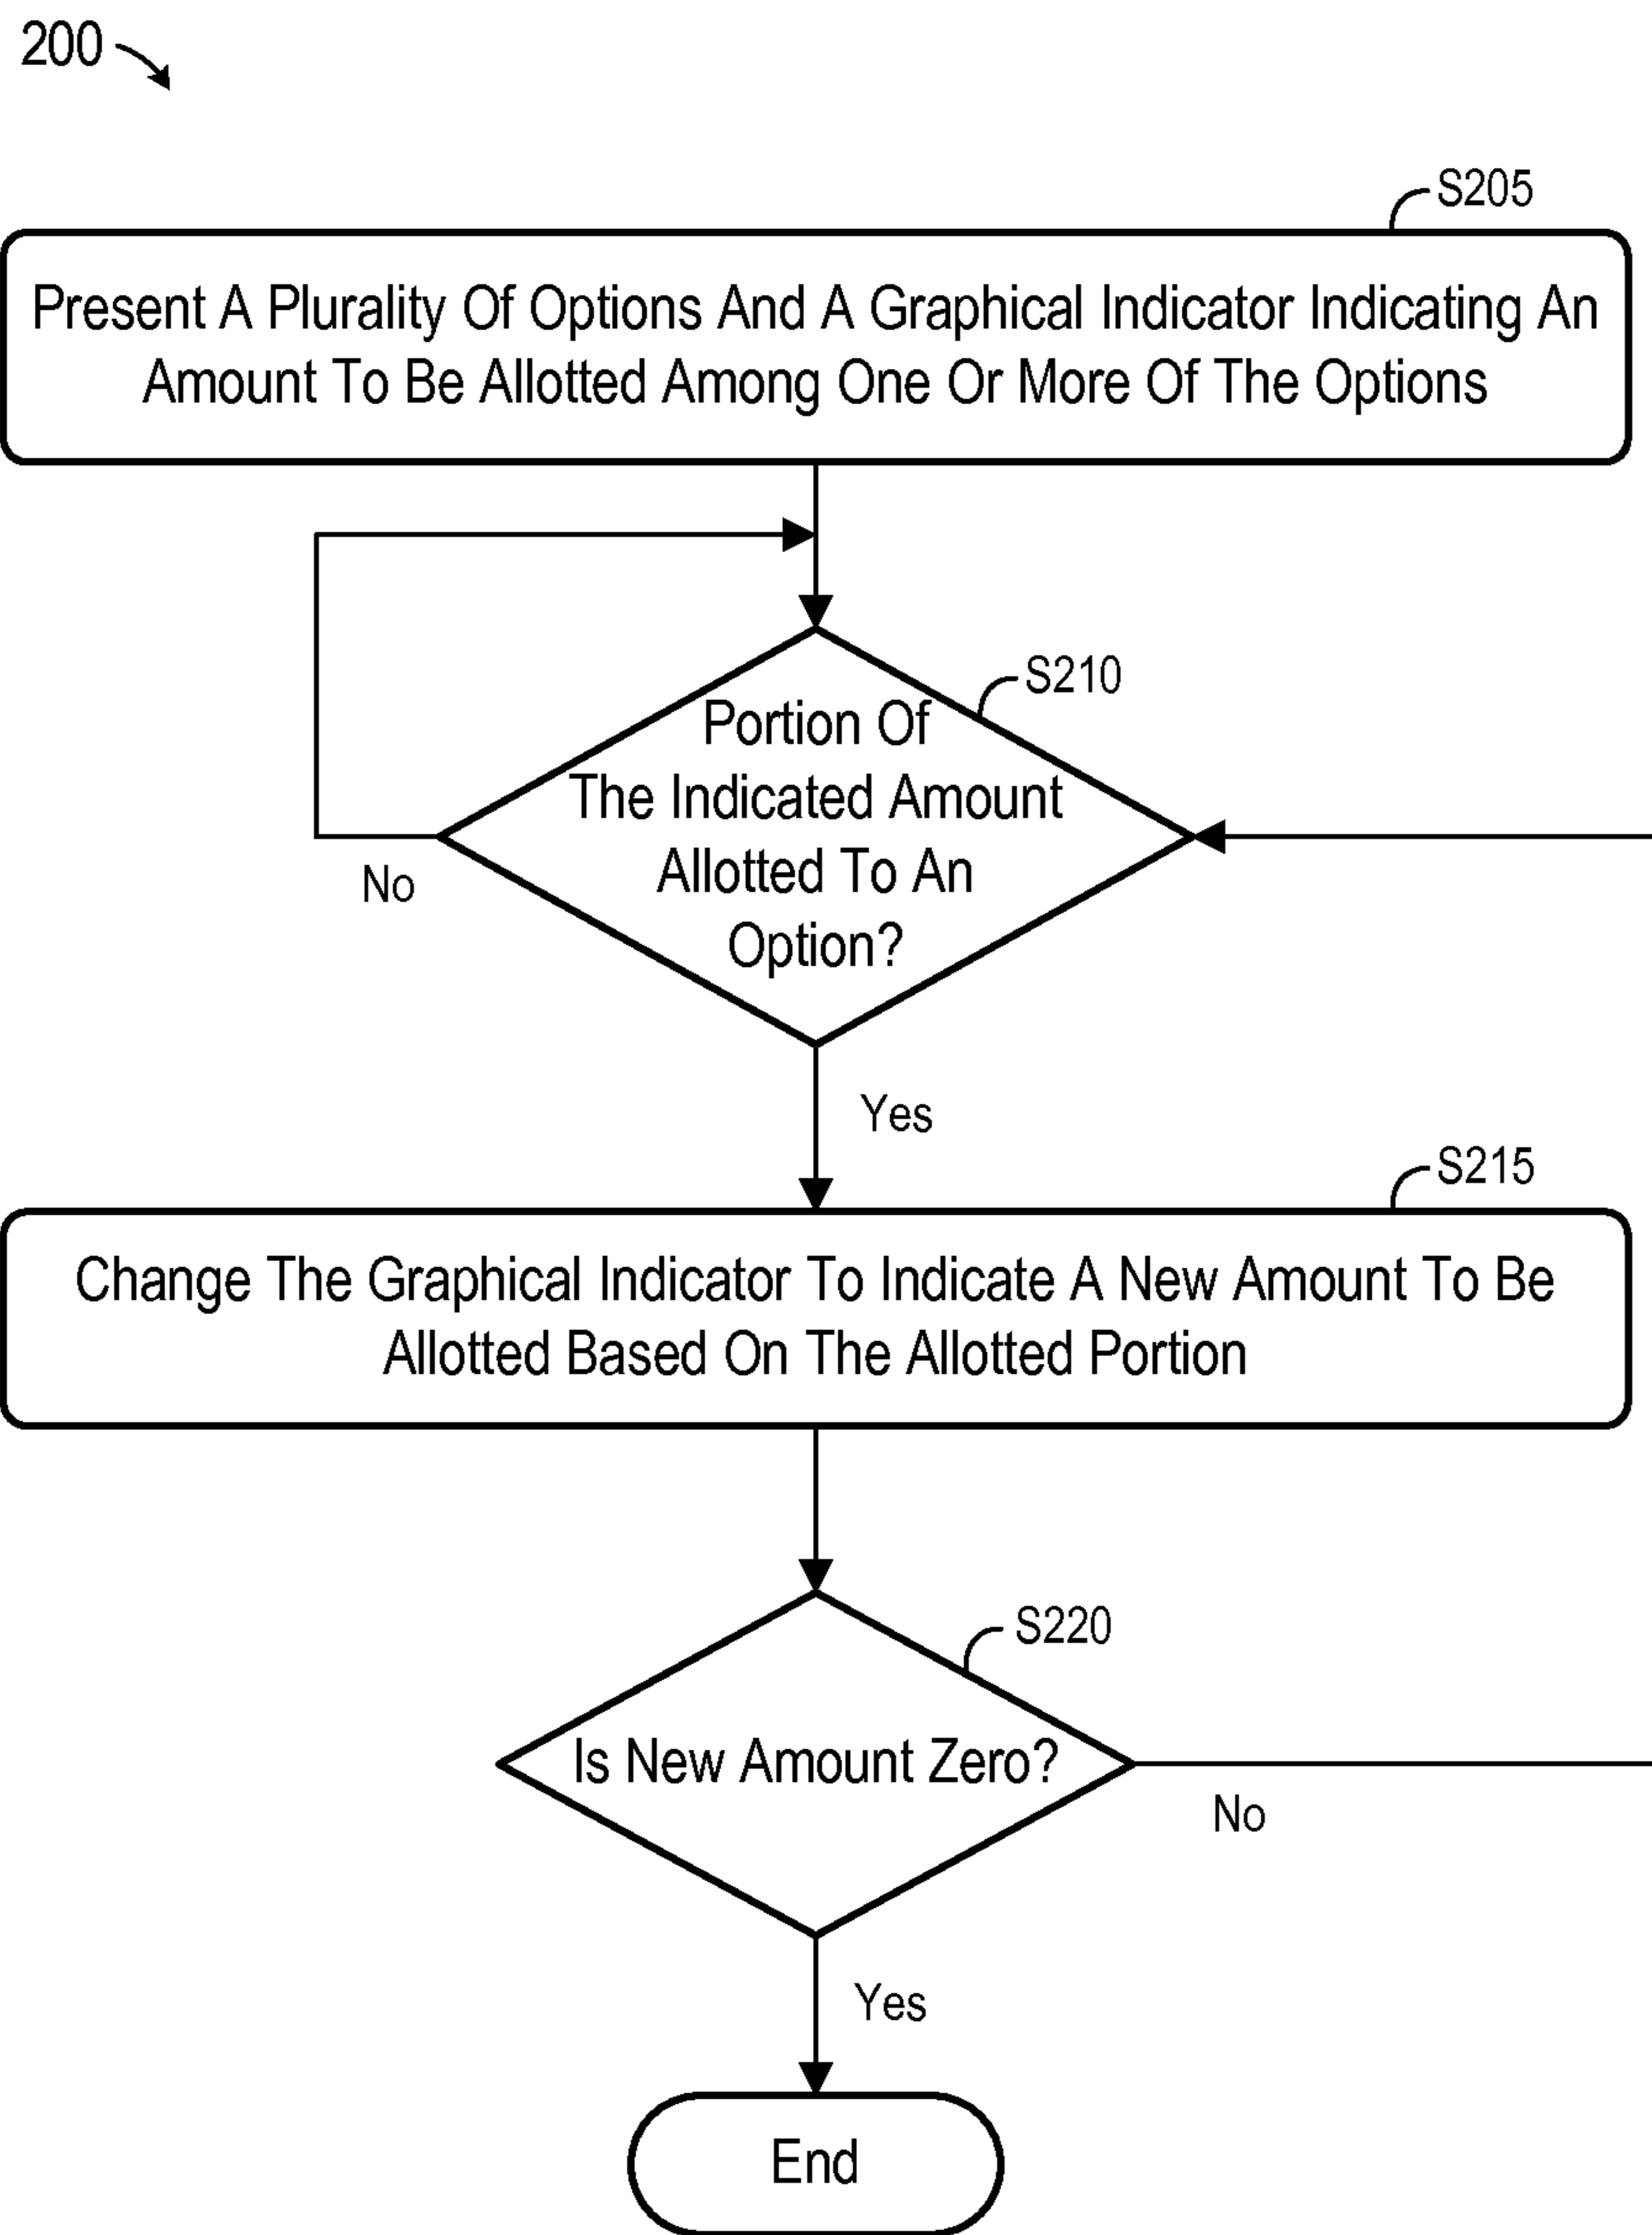 200
S205
Present A Plurality Of Options And A Graphical Indicator Indicating An
Amount To Be Allotted Among One Or More Of The Options
S210
Portion Of
The Indicated Amount
Allotted To An
Option?
No
Yes
S215
Change The Graphical Indicator To Indicate A New Amount To Be
Allotted Based On The Allotted Portion
S220
Is New Amount Zero?
No
Yes
End